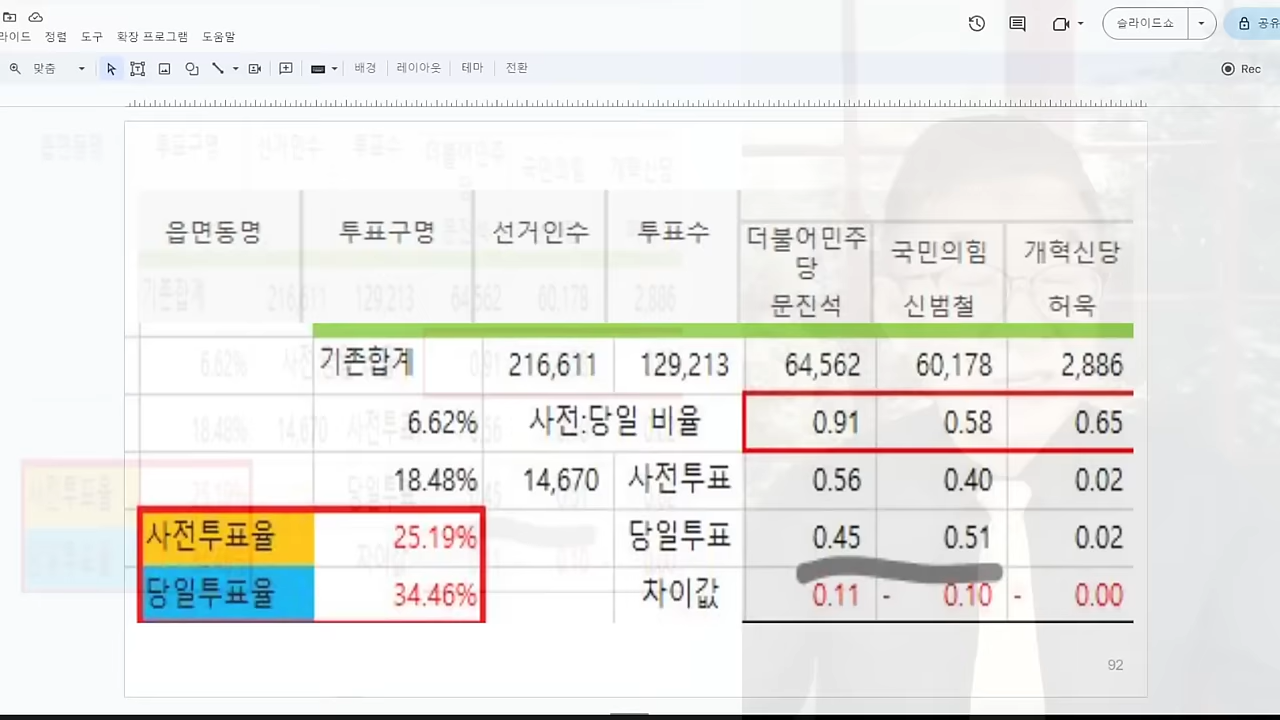 라이드 정렬 도구 확장 프로그램 도움말
슬라이드쇼
공유
맞춤
배경 레이아웃 테마 전환
Rec
읍면동명 투표구명 선거인수 투표수 더불어민주당 문진석 국민의힘 신범철 개혁신당 허욱
기존합계 216,611 129,213 64,562 60,178 2,886
6.62% 사전:당일 비율 0.91 0.58 0.65
18.48% 14,670 사전투표 0.56 0.40 0.02
사전투표율 25.19% 당일투표 0.45 0.51 0.02
당일투표율 34.46% 차이값 0.11 - 0.10 - 0.00
92